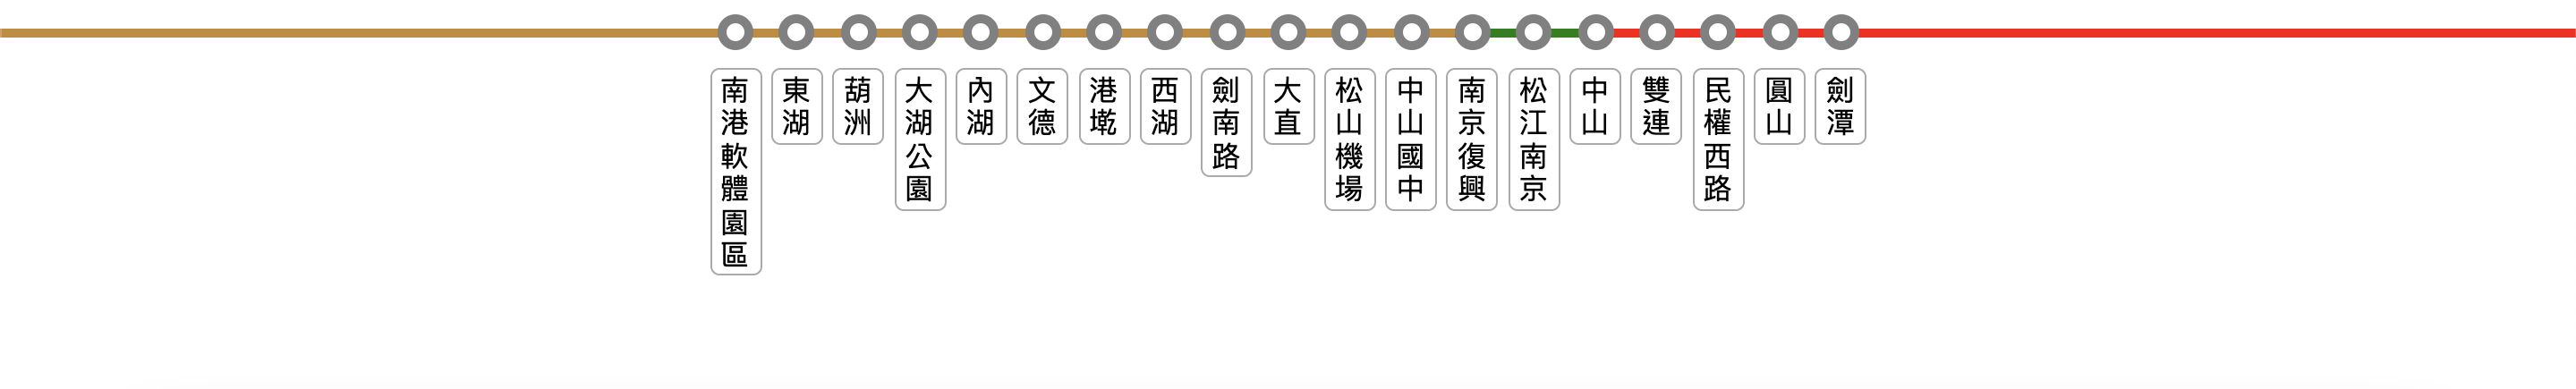 南港軟體園區
東湖
葫洲
大湖公園
內湖
文德
港墘
西湖
劍南路
大直
松山機場
中山國中
南京復興
松江南京
中山
雙連
民權西路
圓山
劍潭